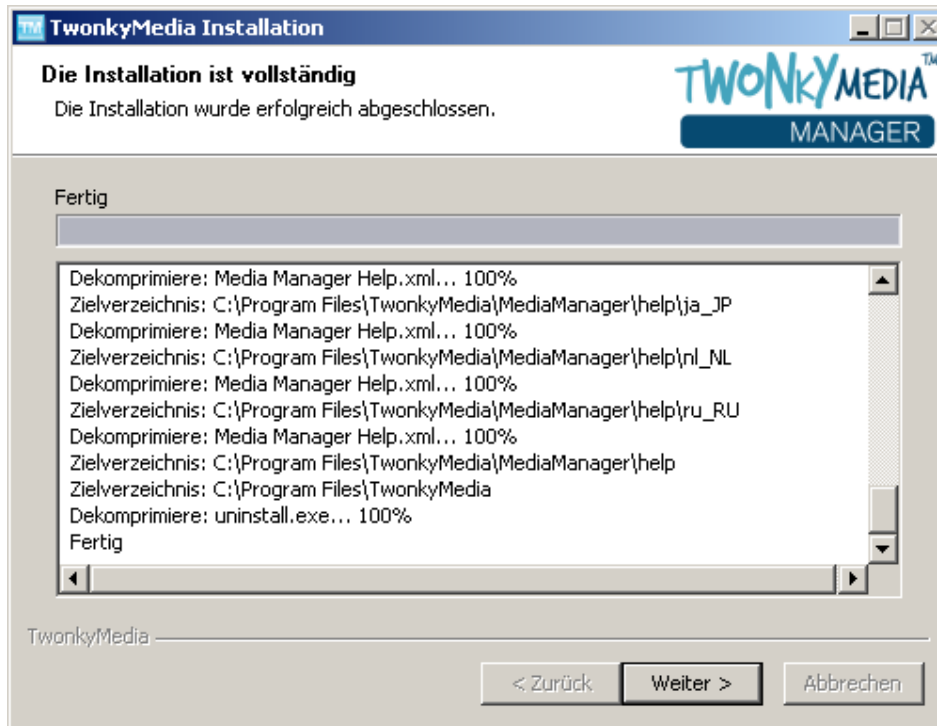 TM TwonkyMedia Installation
Die Installation ist vollständig
Die Installation wurde erfolgreich abgeschlossen.
TWONKYMEDIA™
MANAGER
Fertig
Dekomprimiere: Media Manager Help.xml... 100%
Zielverzeichnis: C:\Program Files\TwonkyMedia\MediaManager\help\ja_JP
Dekomprimiere: Media Manager Help.xml... 100%
Zielverzeichnis: C:\Program Files\TwonkyMedia\MediaManager\help\nl_NL
Dekomprimiere: Media Manager Help.xml... 100%
Zielverzeichnis: C:\Program Files\TwonkyMedia\MediaManager\help\ru_RU
Dekomprimiere: Media Manager Help.xml... 100%
Zielverzeichnis: C:\Program Files\TwonkyMedia\MediaManager\help
Zielverzeichnis: C:\Program Files\TwonkyMedia
Dekomprimiere: uninstall.exe... 100%
Fertig
TwonkyMedia
< Zurück Weiter > Abbrechen